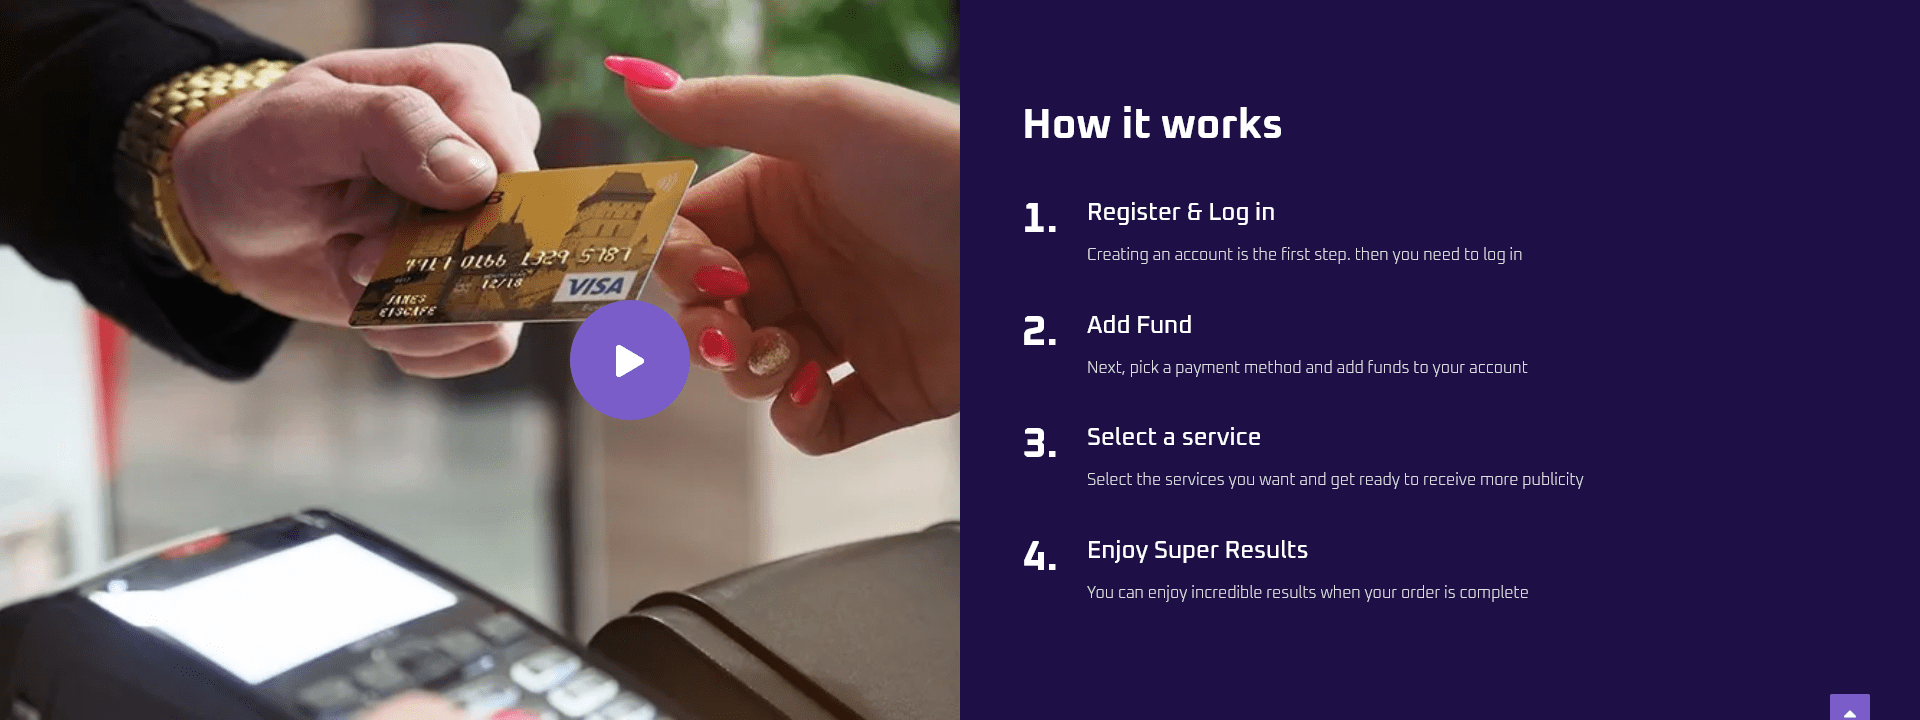 B
4417 0166 1329 5787
12/18
VISA
JAMES
How it works
1.
Register & Log in
Creating an account is the first step. then you need to log in
2.
Add Fund
Next, pick a payment method and add funds to your account
3.
Select a service
Select the services you want and get ready to receive more publicity
4.
Enjoy Super Results
You can enjoy incredible results when your order is complete